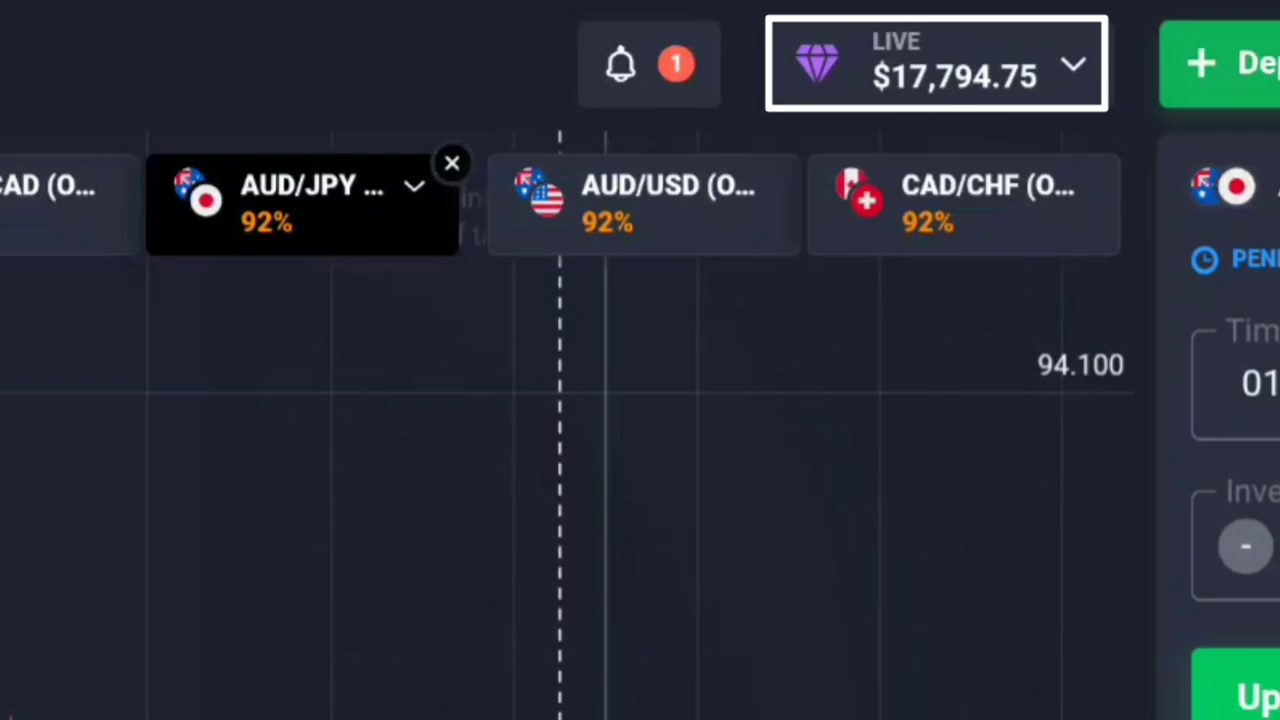 1
LIVE
$17,794.75
+ De
CAD (O...
AUD/JPY ...
92%
AUD/USD (O...
92%
CAD/CHF (O...
92%
PEN
94.100
Tim
01
Inve
-
Up